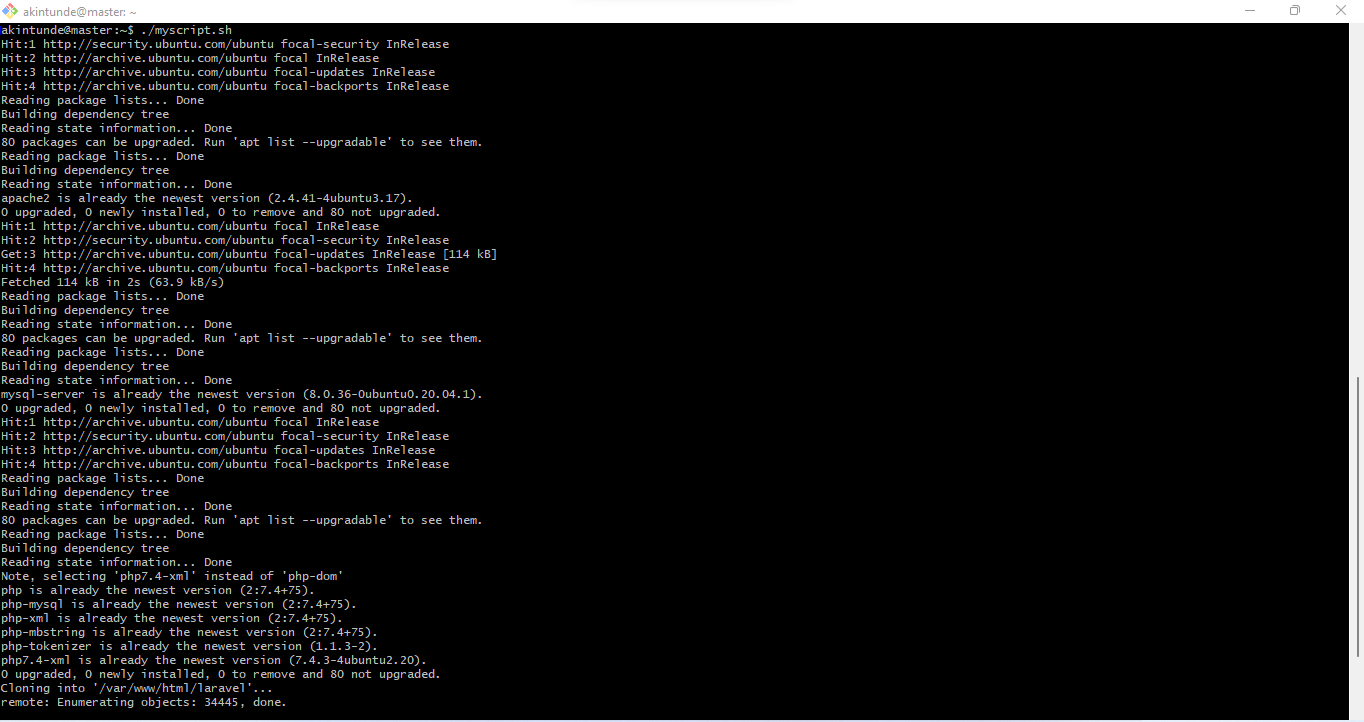 akintunde@master: ~
akintunde@master:~$ ./myscript.sh
Hit:1 http://security.ubuntu.com/ubuntu focal-security InRelease
Hit:2 http://archive.ubuntu.com/ubuntu focal InRelease
Hit:3 http://archive.ubuntu.com/ubuntu focal-updates InRelease
Hit:4 http://archive.ubuntu.com/ubuntu focal-backports InRelease
Reading package lists... Done
Building dependency tree
Reading state information... Done
80 packages can be upgraded. Run 'apt list --upgradable' to see them.
Reading package lists... Done
Building dependency tree
Reading state information... Done
apache2 is already the newest version (2.4.41-4ubuntu3.17).
0 upgraded, 0 newly installed, 0 to remove and 80 not upgraded.
Hit:1 http://archive.ubuntu.com/ubuntu focal InRelease
Hit:2 http://security.ubuntu.com/ubuntu focal-security InRelease
Get:3 http://archive.ubuntu.com/ubuntu focal-updates InRelease [114 kB]
Hit:4 http://archive.ubuntu.com/ubuntu focal-backports InRelease
Fetched 114 kB in 2s (63.9 kB/s)
Reading package lists... Done
Building dependency tree
Reading state information... Done
80 packages can be upgraded. Run 'apt list --upgradable' to see them.
Reading package lists... Done
Building dependency tree
Reading state information... Done
mysql-server is already the newest version (8.0.36-0ubuntu0.20.04.1).
0 upgraded, 0 newly installed, 0 to remove and 80 not upgraded.
Hit:1 http://archive.ubuntu.com/ubuntu focal InRelease
Hit:2 http://security.ubuntu.com/ubuntu focal-security InRelease
Hit:3 http://archive.ubuntu.com/ubuntu focal-updates InRelease
Hit:4 http://archive.ubuntu.com/ubuntu focal-backports InRelease
Reading package lists... Done
Building dependency tree
Reading state information... Done
80 packages can be upgraded. Run 'apt list --upgradable' to see them.
Reading package lists... Done
Building dependency tree
Reading state information... Done
Note, selecting 'php7.4-xml' instead of 'php-dom'
php is already the newest version (2:7.4+75).
php-mysql is already the newest version (2:7.4+75).
php-xml is already the newest version (2:7.4+75).
php-mbstring is already the newest version (2:7.4+75).
php-tokenizer is already the newest version (1.1.3-2).
php7.4-xml is already the newest version (7.4.3-4ubuntu2.20).
0 upgraded, 0 newly installed, 0 to remove and 80 not upgraded.
Cloning into '/var/www/html/laravel'...
remote: Enumerating objects: 34445, done.